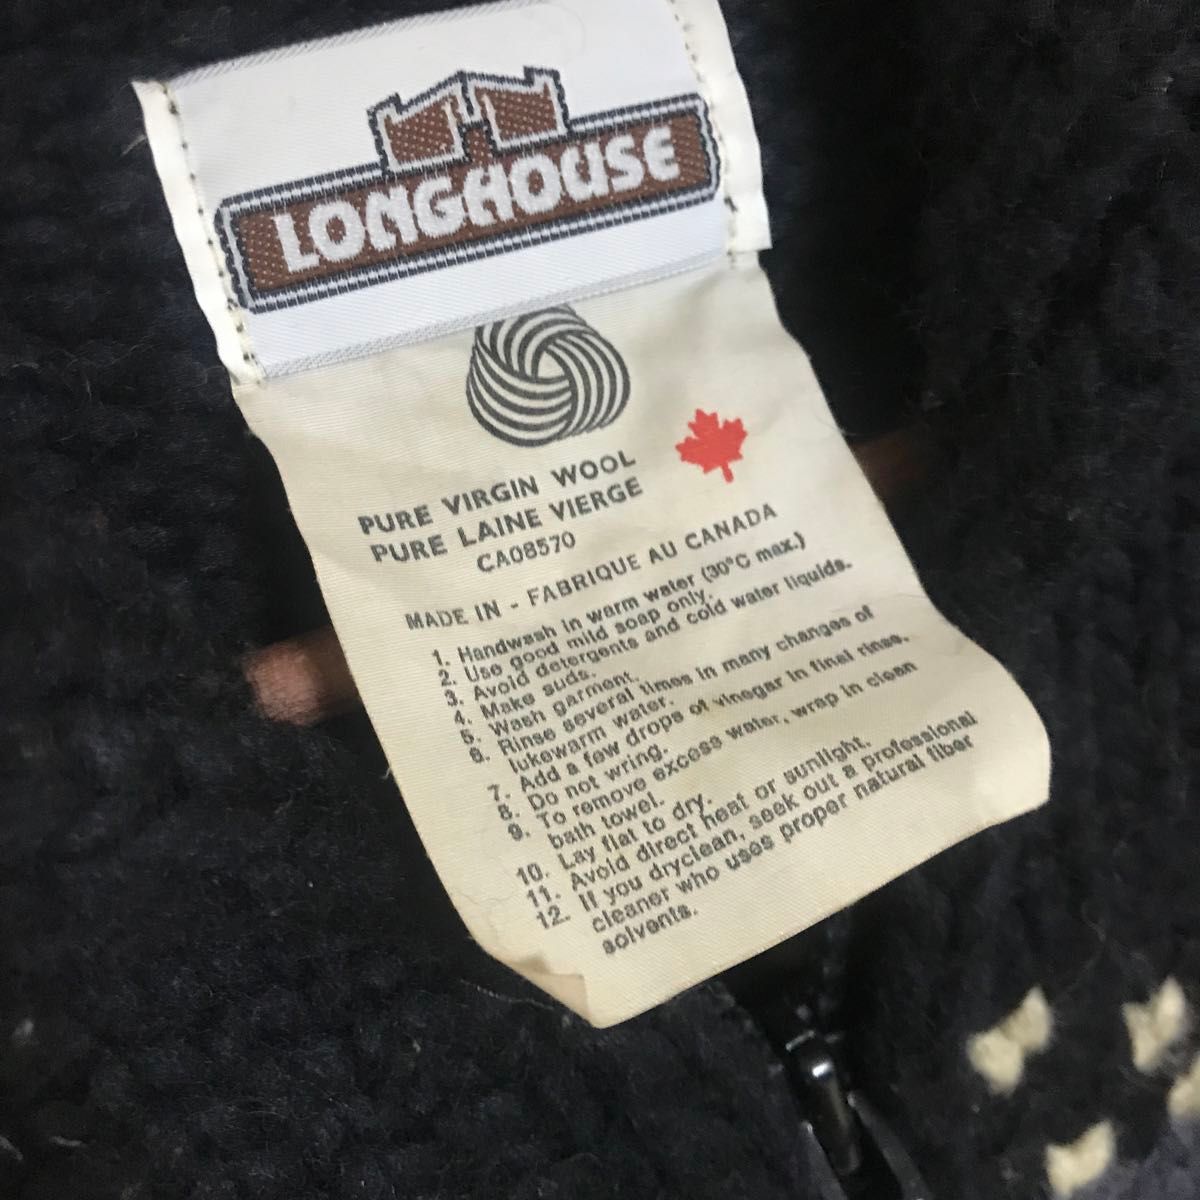 LONGHOUSE
PURE VIRGIN WOOL
PURE LAINE VIERGE
CA08570
MADE IN - FABRIQUE AU CANADA
1. Handwash in warm water (30°C max.)
2. Use good mild soap only.
3. Avoid detergents and cold water liquids.
4. Make suds.
5. Wash garment.
6. Rinse several times in many changes of
lukewarm water.
7. Add a few drops of vinegar in final rinse.
8. Do not wring.
9. To remove excess water, wrap in clean
bath towel.
10. Lay flat to dry.
11. Avoid direct heat or sunlight.
12. If you dryclean, seek out a professional
cleaner who uses proper natural fiber
solvents.